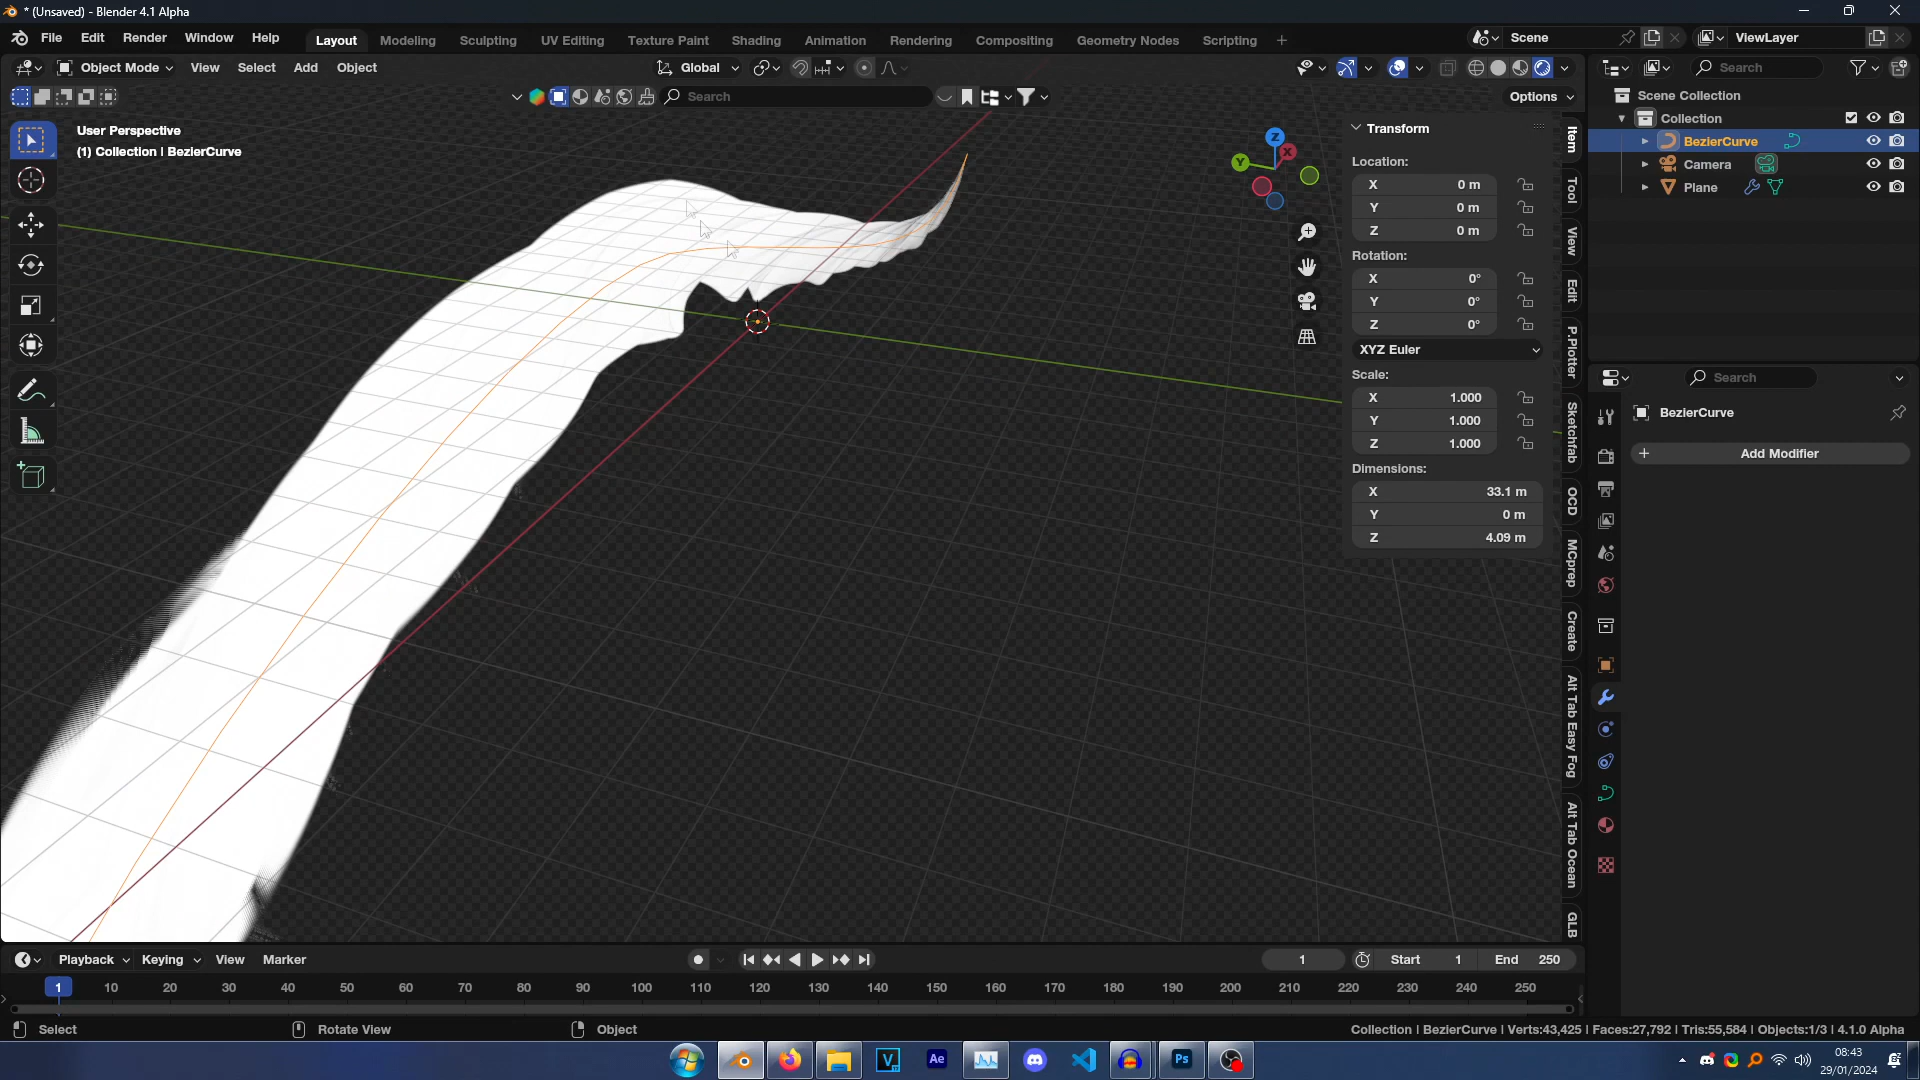 * (Unsaved) - Blender 4.1 Alpha
File Edit Render Window Help
Layout Modeling Sculpting UV Editing Texture Paint Shading Animation Rendering Compositing Geometry Nodes Scripting +
Scene
ViewLayer
Object Mode View Select Add Object
Global
Search
Search
Options
User Perspective
(1) Collection | BezierCurve
Z
X
Y
Transform
Location:
X 0 m
Y 0 m
Z 0 m
Rotation:
X 0°
Y 0°
Z 0°
XYZ Euler
Scale:
X 1.000
Y 1.000
Z 1.000
Dimensions:
X 33.1 m
Y 0 m
Z 4.09 m
Item
Tool
View
Edit
P.Plotter
Sketchfab
OCD
MCprep
Create
Alt Tab Easy Fog
Alt Tab Ocean
GLB
Scene Collection
Collection
BezierCurve
Camera
Plane
Search
BezierCurve
+ Add Modifier
Playback Keying View Marker
1
Start 1
End 250
1 10 20 30 40 50 60 70 80 90 100 110 120 130 140 150 160 170 180 190 200 210 220 230 240 250
Select
Rotate View
Object
Collection | BezierCurve | Verts:43,425 | Faces:27,792 | Tris:55,584 | Objects:1/3 | 4.1.0 Alpha
V
Ae
Ps
08:43
29/01/2024